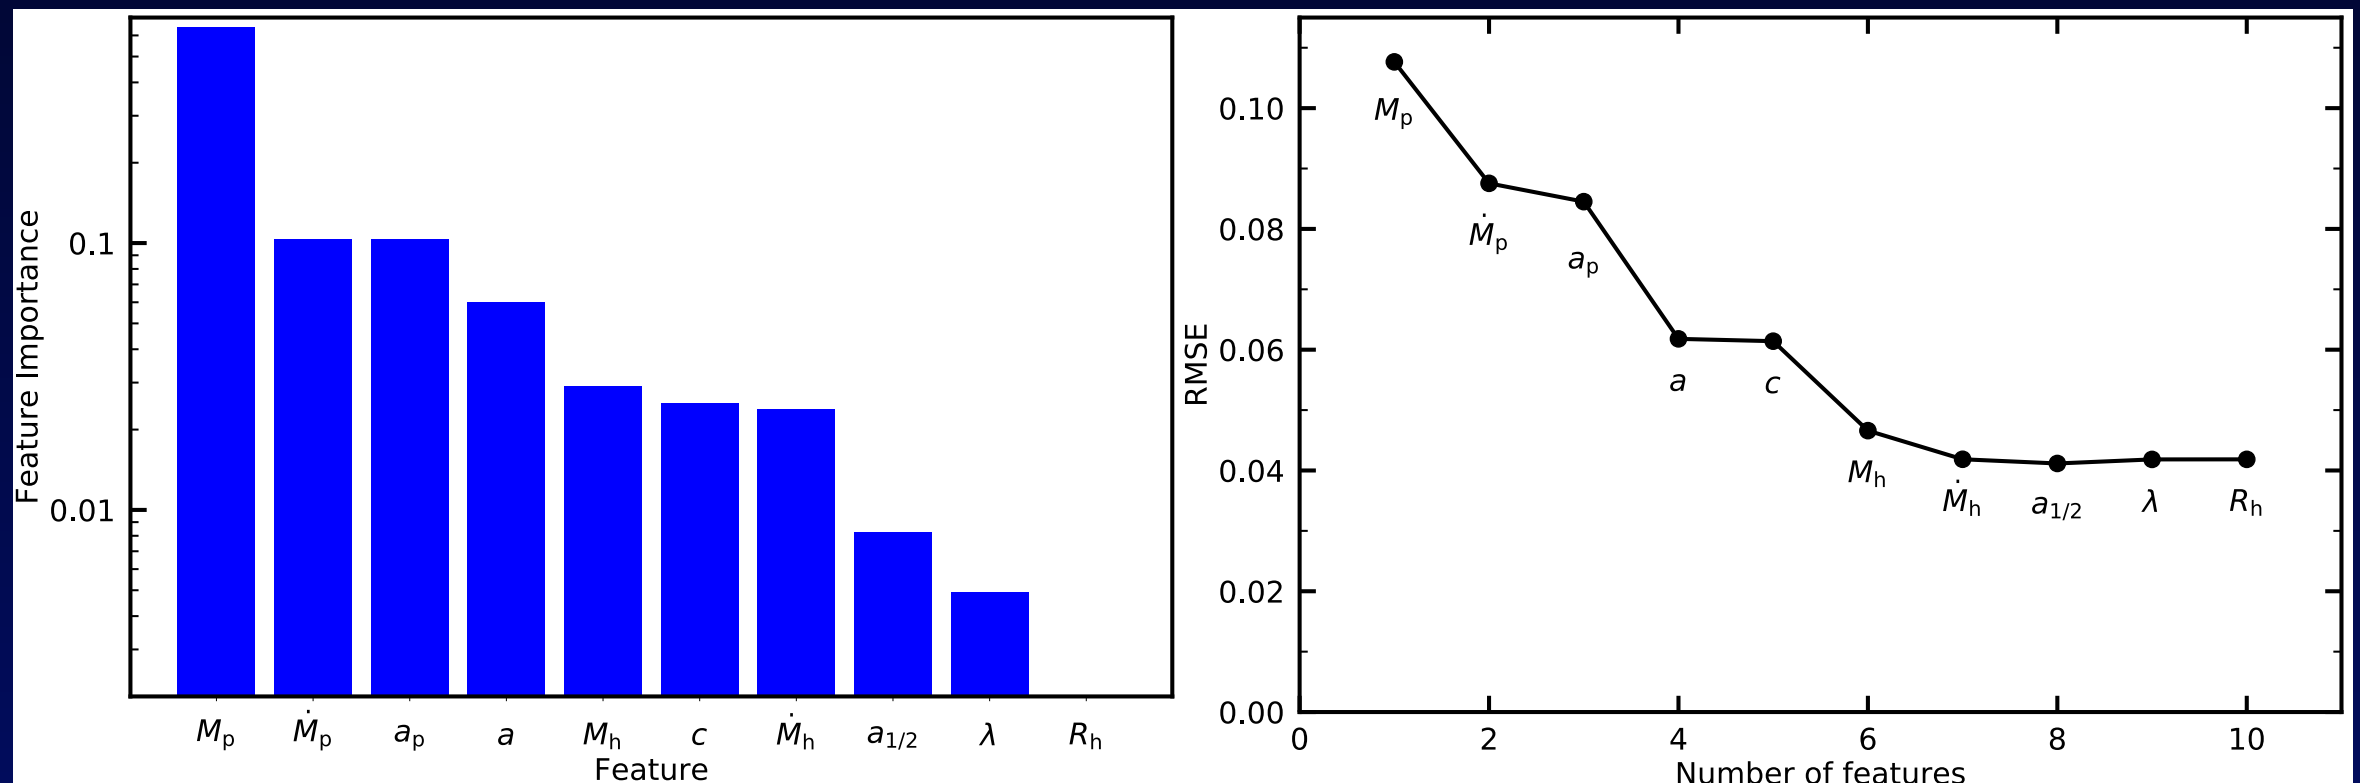 Feature Importance
0.1
0.01
Mp Ṁp ap a Mh c Ṁh a1/2 λ Rh
Feature
RMSE
0.10
0.08
0.06
0.04
0.02
0.00
Mp
Ṁp
ap
a
c
Mh
Ṁh
a1/2
λ
Rh
0 2 4 6 8 10
Number of features